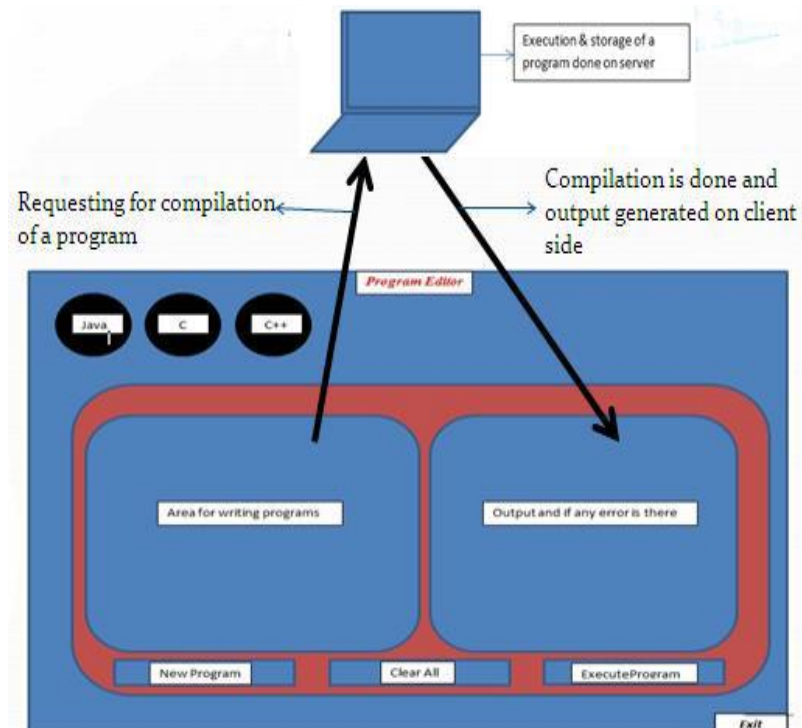 Execution & storage of a
program done on server
Requesting for compilation
of a program
Compilation is done and
output generated on client
side
Program Editor
Java
C
C++
Area for writing programs
Output and if any error is there
New Program
Clear All
ExecuteProgram
Exit